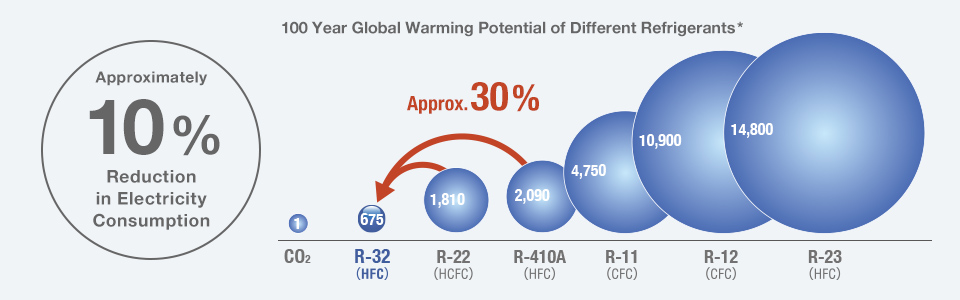 100 Year Global Warming Potential of Different Refrigerants*
Approximately
10%
Reduction
in Electricity
Consumption
Approx. 30%
1
675
1,810
2,090
4,750
10,900
14,800
CO₂
R-32
(HFC)
R-22
(HCFC)
R-410A
(HFC)
R-11
(CFC)
R-12
(CFC)
R-23
(HFC)